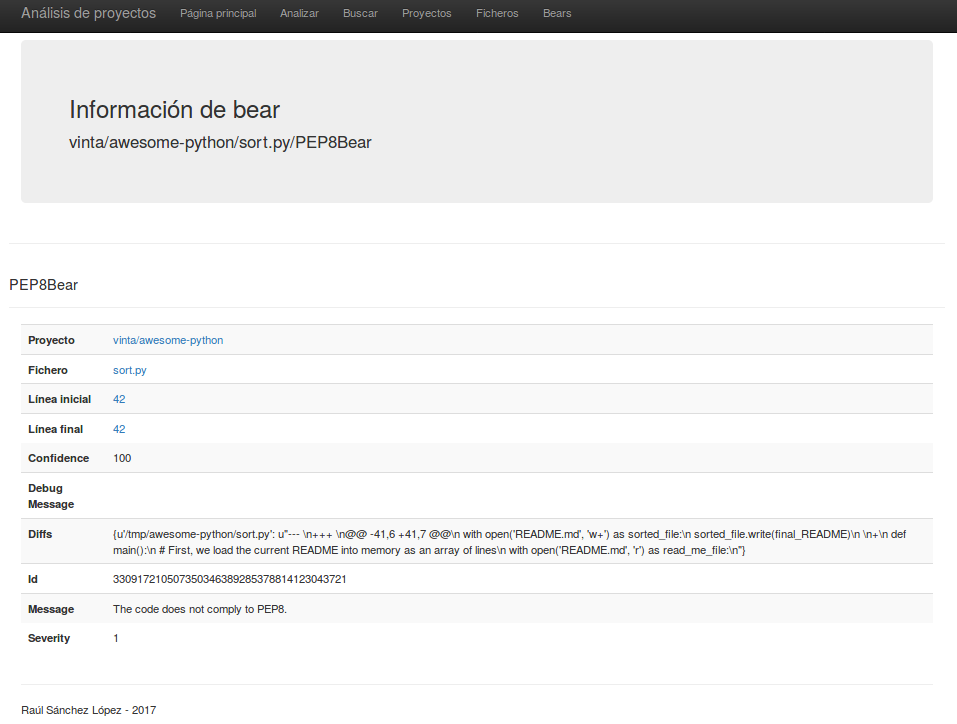 Análisis de proyectos Página principal Analizar Buscar Proyectos Ficheros Bears
Información de bear
vinta/awesome-python/sort.py/PEP8Bear
PEP8Bear
Proyecto vinta/awesome-python
Fichero sort.py
Línea inicial 42
Línea final 42
Confidence 100
Debug
Message
Diffs {u'/tmp/awesome-python/sort.py': u"--- \n+++ \n@@ -41,6 +41,7 @@\n with open('README.md', 'w+') as sorted_file:\n sorted_file.write(final_README)\n \n+\n def
main():\n # First, we load the current README into memory as an array of lines\n with open('README.md', 'r') as read_me_file:\n"}
Id 330917210507350346389285378814123043721
Message The code does not comply to PEP8.
Severity 1
Raúl Sánchez López - 2017